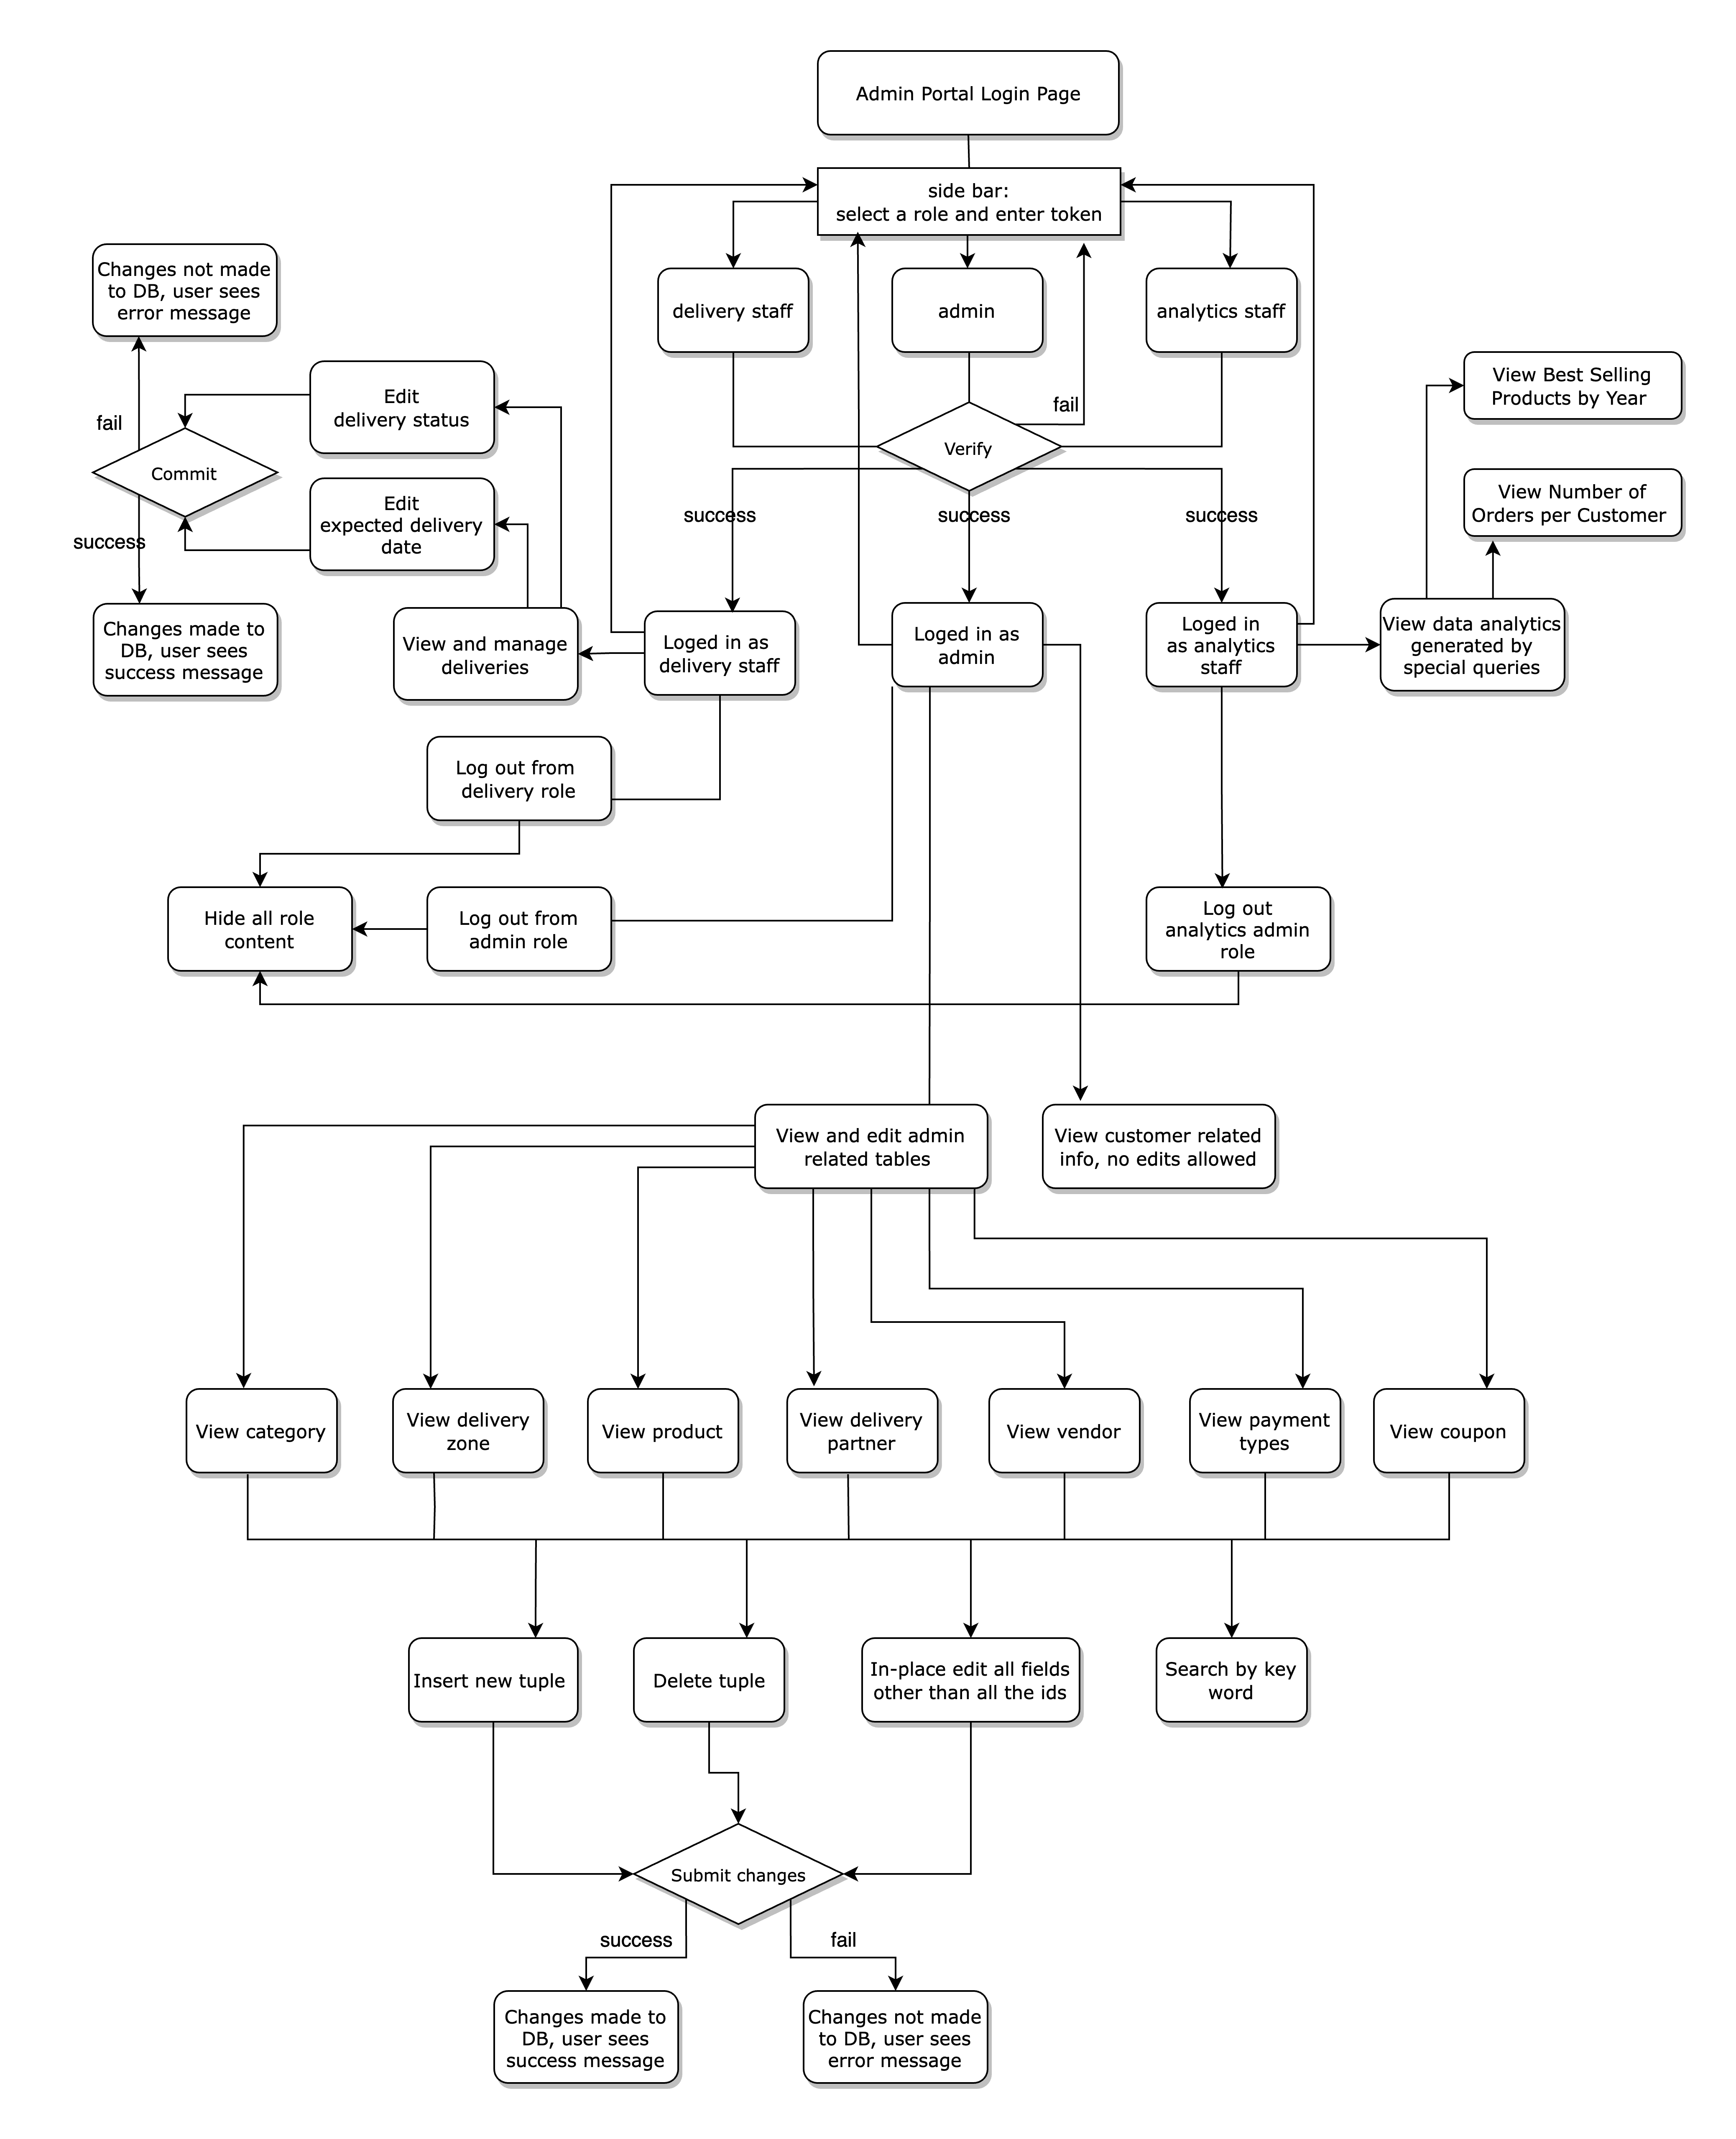 Admin Portal Login Page
side bar:
select a role and enter token
delivery staff
admin
analytics staff
Changes not made
to DB, user sees
error message
Edit
delivery status
fail
Commit
success
Edit
expected delivery
date
Changes made to
DB, user sees
success message
View and manage
deliveries
fail
Verify
success
success
success
Loged in as
delivery staff
Loged in as
admin
Loged in
as analytics
staff
View Best Selling
Products by Year
View Number of
Orders per Customer
View data analytics
generated by
special queries
Log out from
delivery role
Hide all role
content
Log out from
admin role
Log out
analytics admin
role
View and edit admin
related tables
View customer related
info, no edits allowed
View category
View delivery
zone
View product
View delivery
partner
View vendor
View payment
types
View coupon
Insert new tuple
Delete tuple
In-place edit all fields
other than all the ids
Search by key
word
Submit changes
success
fail
Changes made to
DB, user sees
success message
Changes not made
to DB, user sees
error message